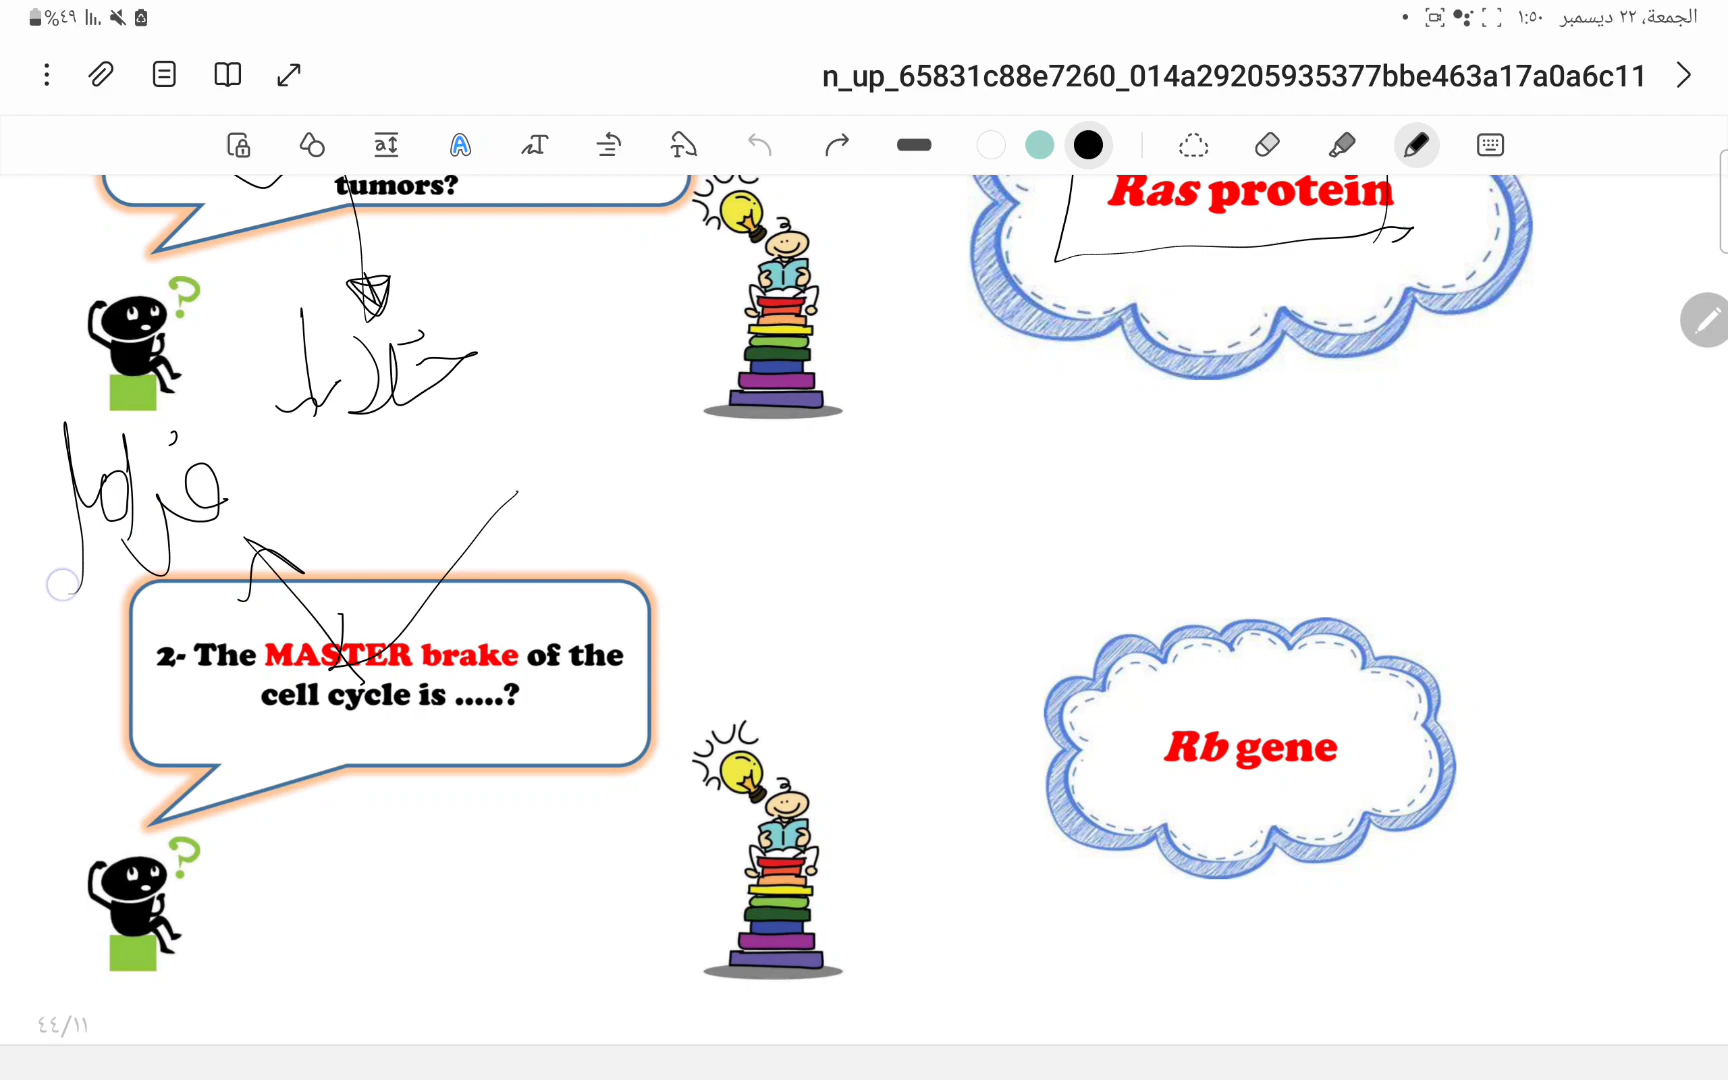 الجمعة، ٢٢ ديسمبر ١:٥٠
٤٩%
n_up_65831c88e7260_014a29205935377bbe463a17a0a6c11
tumors?
Ras protein
2- The MASTER brake of the
cell cycle is .....?
Rb gene
٤٤/١١